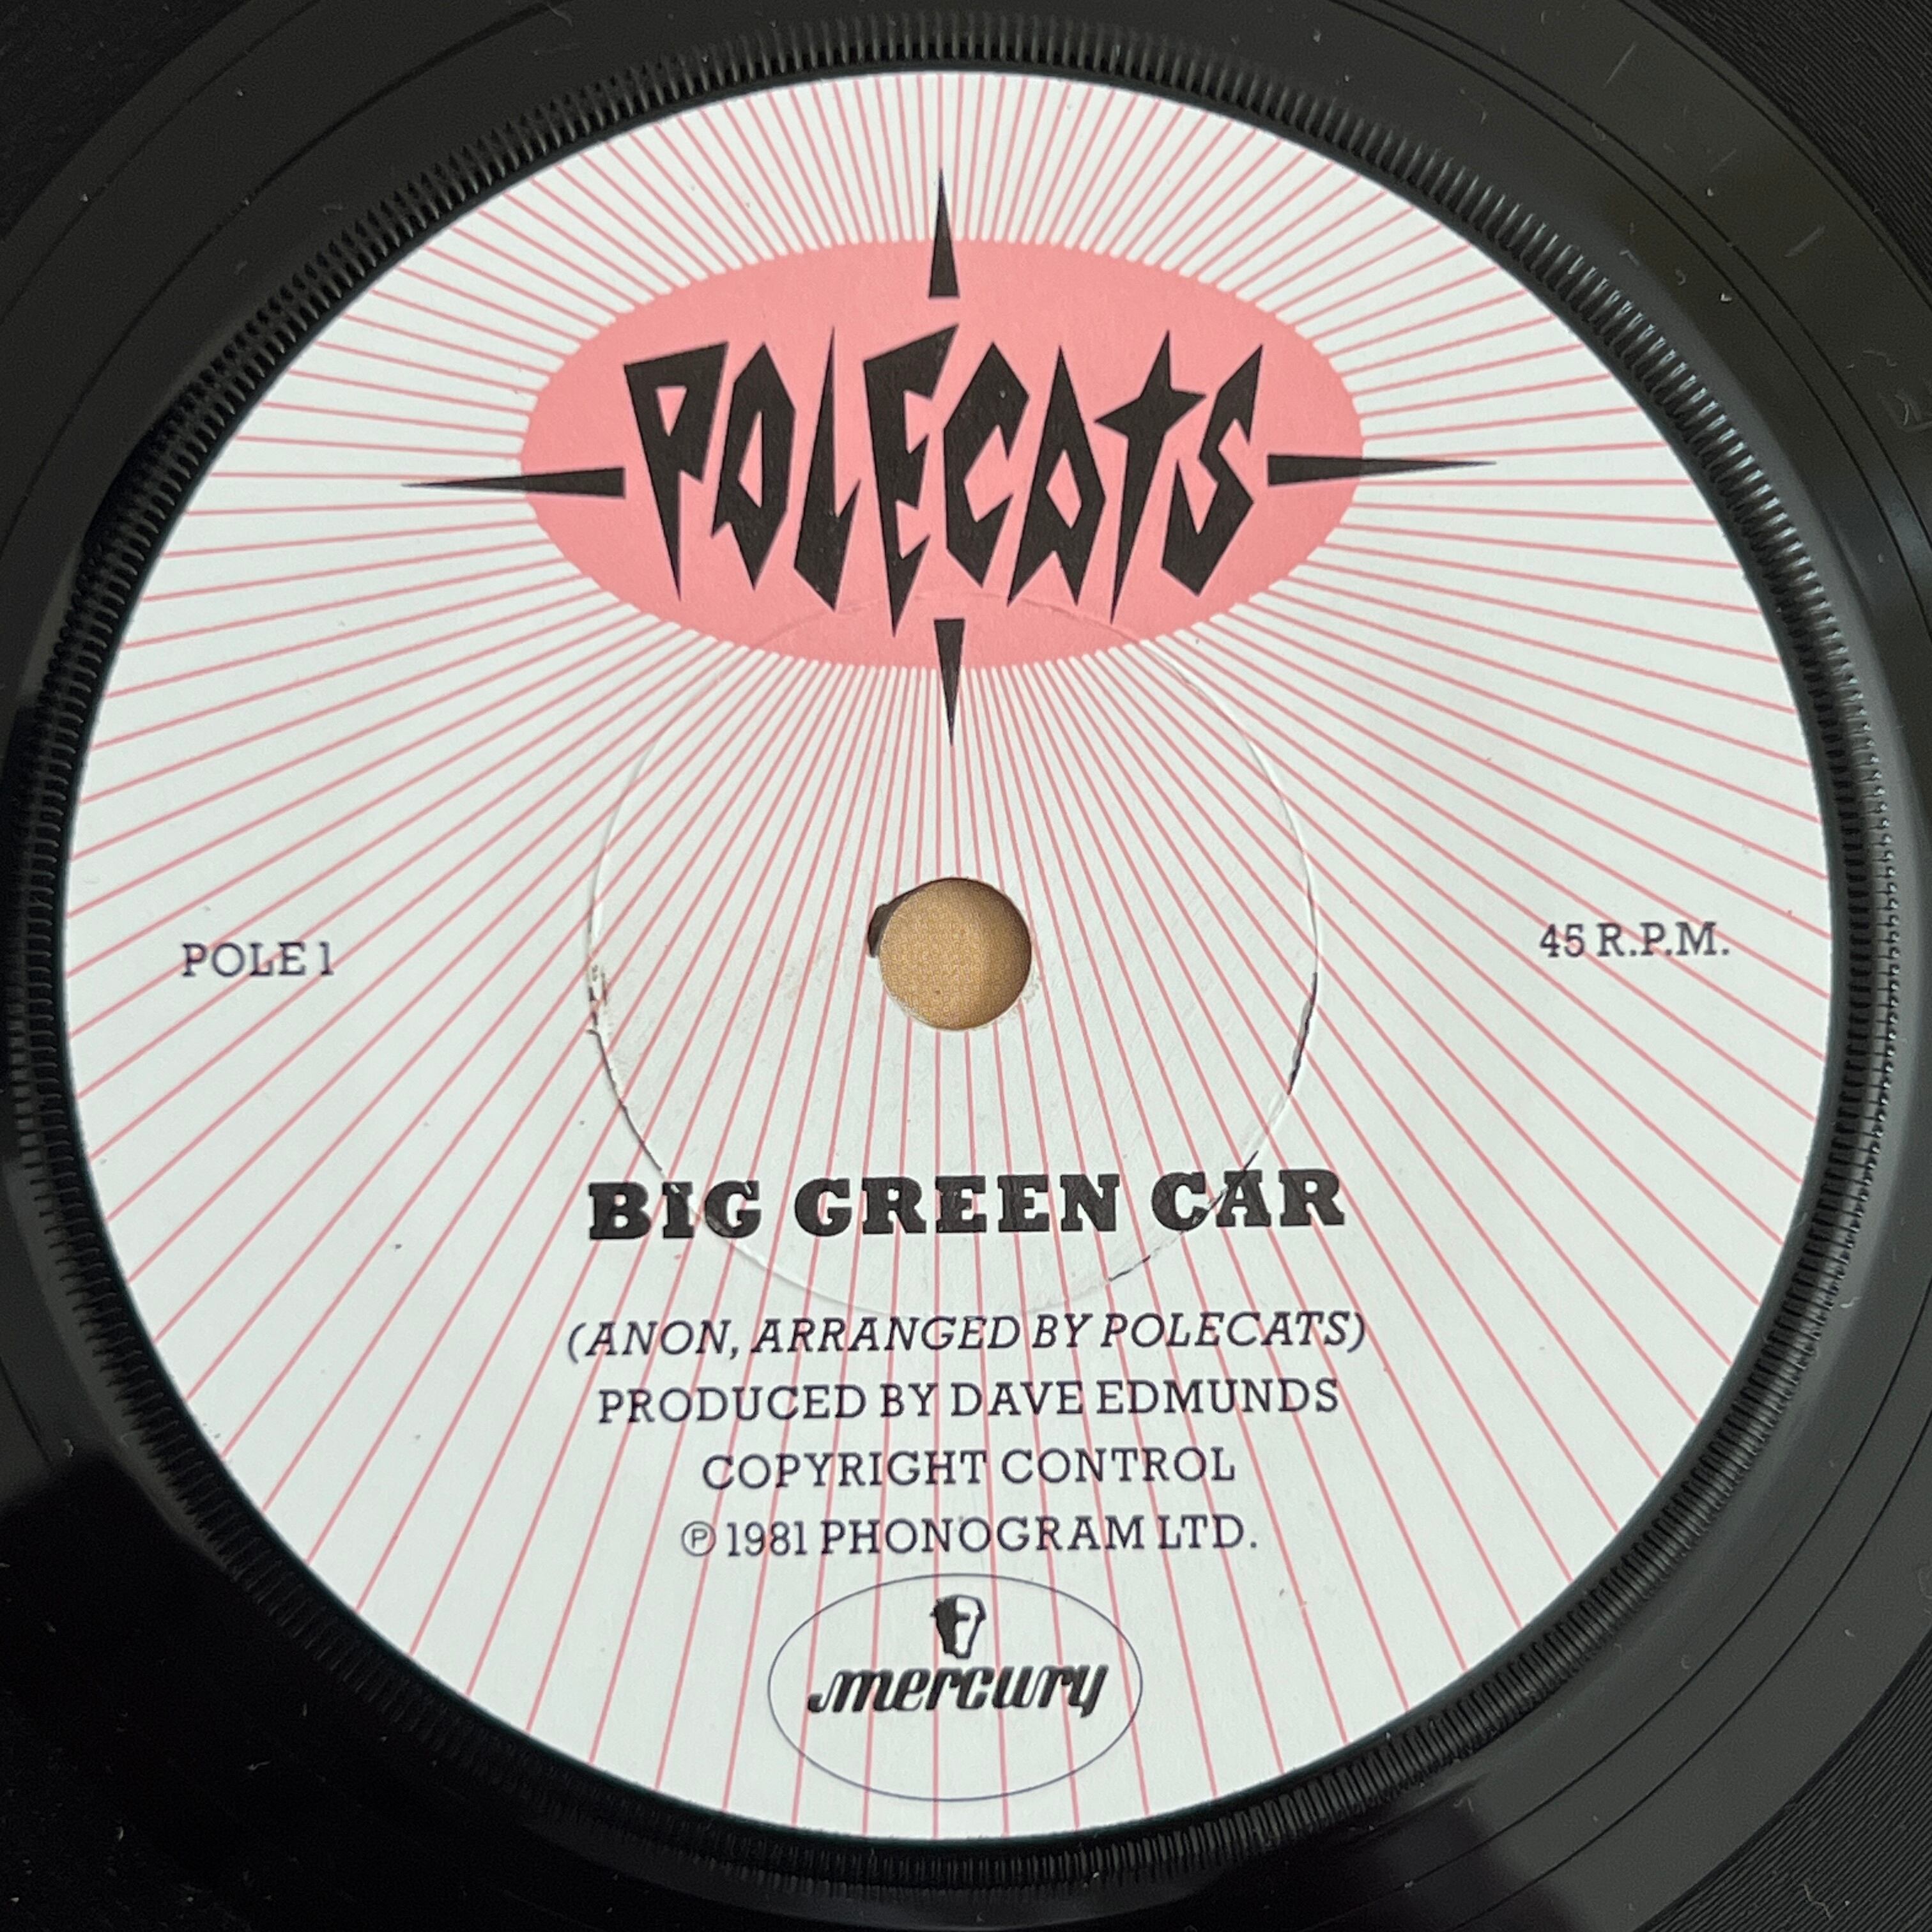 POLECATS
POLE 1
45 R.P.M.
BIG GREEN CAR
(ANON, ARRANGED BY POLECATS)
PRODUCED BY DAVE EDMUNDS
COPYRIGHT CONTROL
℗ 1981 PHONOGRAM LTD.
mercury